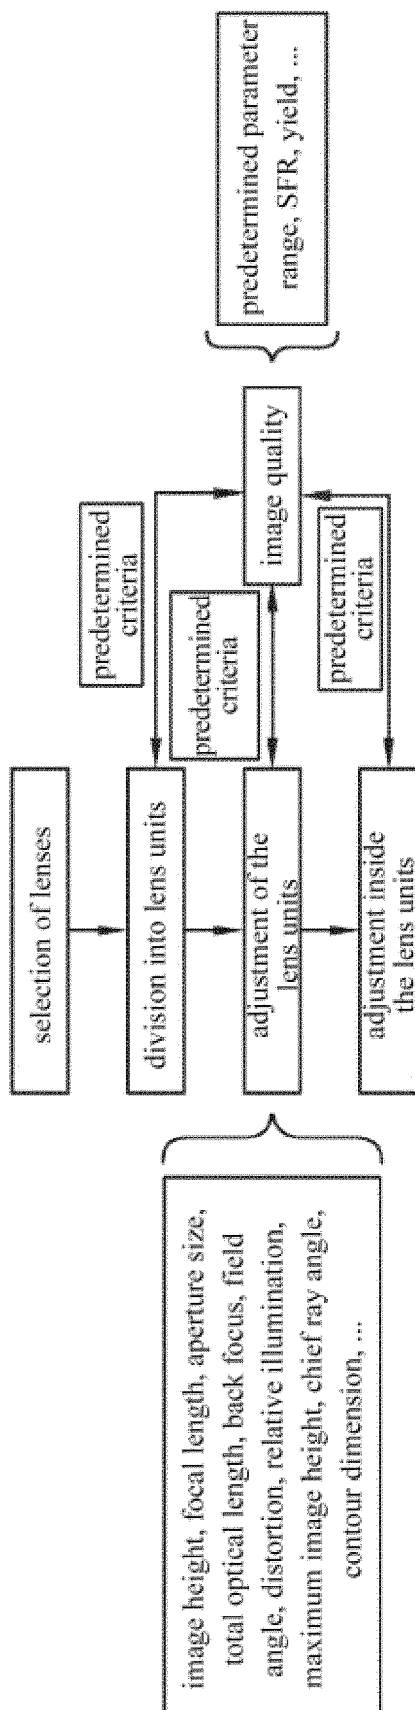 selection of lenses
division into lens units
adjustment of the
lens units
adjustment inside
the lens units
image height, focal length, aperture size,
total optical length, back focus, field
angle, distortion, relative illumination,
maximum image height, chief ray angle,
contour dimension, ...
predetermined
criteria
predetermined
criteria
predetermined
criteria
image quality
predetermined parameter
range, SFR, yield, ...